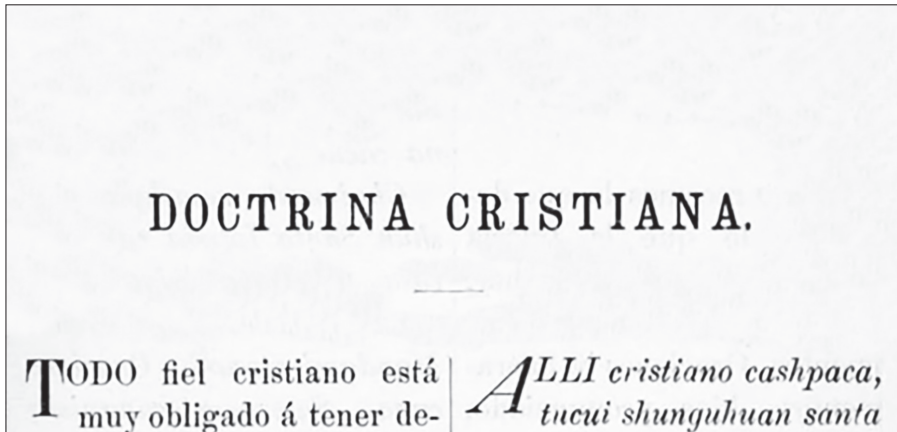 DOCTRINA CRISTIANA.
TODO fiel cristiano está
muy obligado á tener de-
ALLI cristiano cashpaca,
tucui shunguhuan santa